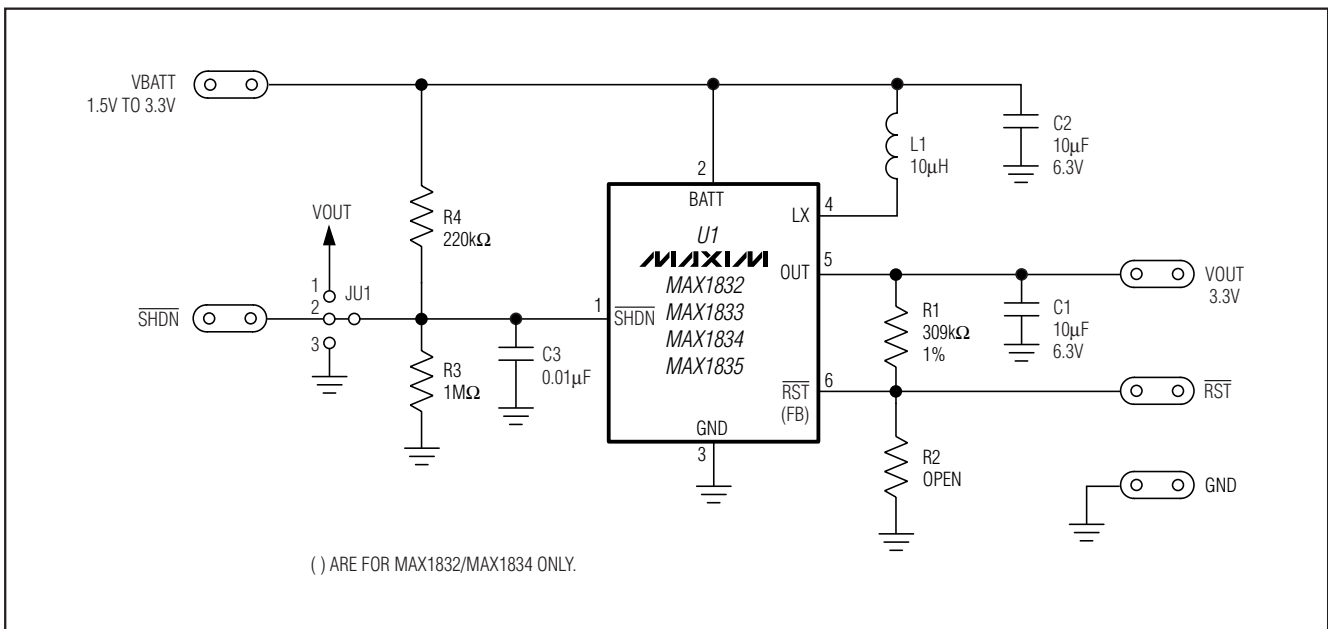 VBATT
1.5V TO 3.3V
R4
220kΩ
VOUT
1
2
3
JU1
SHDN
R3
1MΩ
C3
0.01µF
1
SHDN
2
BATT
U1
MAXIM
MAX1832
MAX1833
MAX1834
MAX1835
GND
3
LX
4
OUT
5
RST
(FB)
6
L1
10µH
C2
10µF
6.3V
R1
309kΩ
1%
C1
10µF
6.3V
VOUT
3.3V
RST
R2
OPEN
GND
( ) ARE FOR MAX1832/MAX1834 ONLY.